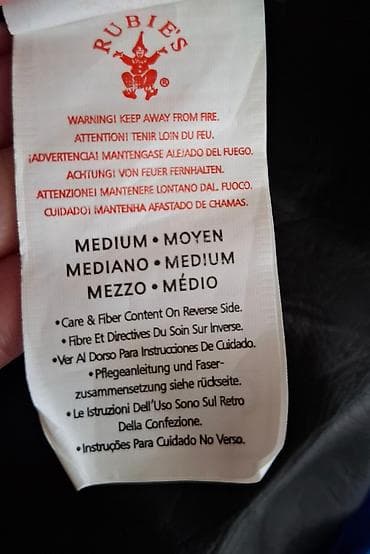 RUBIE'S
®
WARNING! KEEP AWAY FROM FIRE.
ATTENTION! TENIR LOIN DU FEU.
¡ADVERTENCIA! MANTENGASE ALEJADO DEL FUEGO.
ACHTUNG! VON FEUER FERNHALTEN.
ATTENZIONE! MANTENERE LONTANO DAL FUOCO.
CUIDADO! MANTENHA AFASTADO DE CHAMAS.
MEDIUM • MOYEN
MEDIANO • MEDIUM
MEZZO • MÉDIO
• Care & Fiber Content On Reverse Side.
• Fibre Et Directives Du Soin Sur Inverse.
• Ver Al Dorso Para Instrucciones De Cuidado.
• Pflegeanleitung und Faser-
zusammensetzung siehe rückseite.
• Le Istruzioni Dell'Uso Sono Sul Retro
Della Confezione.
• Instruções Para Cuidado No Verso.